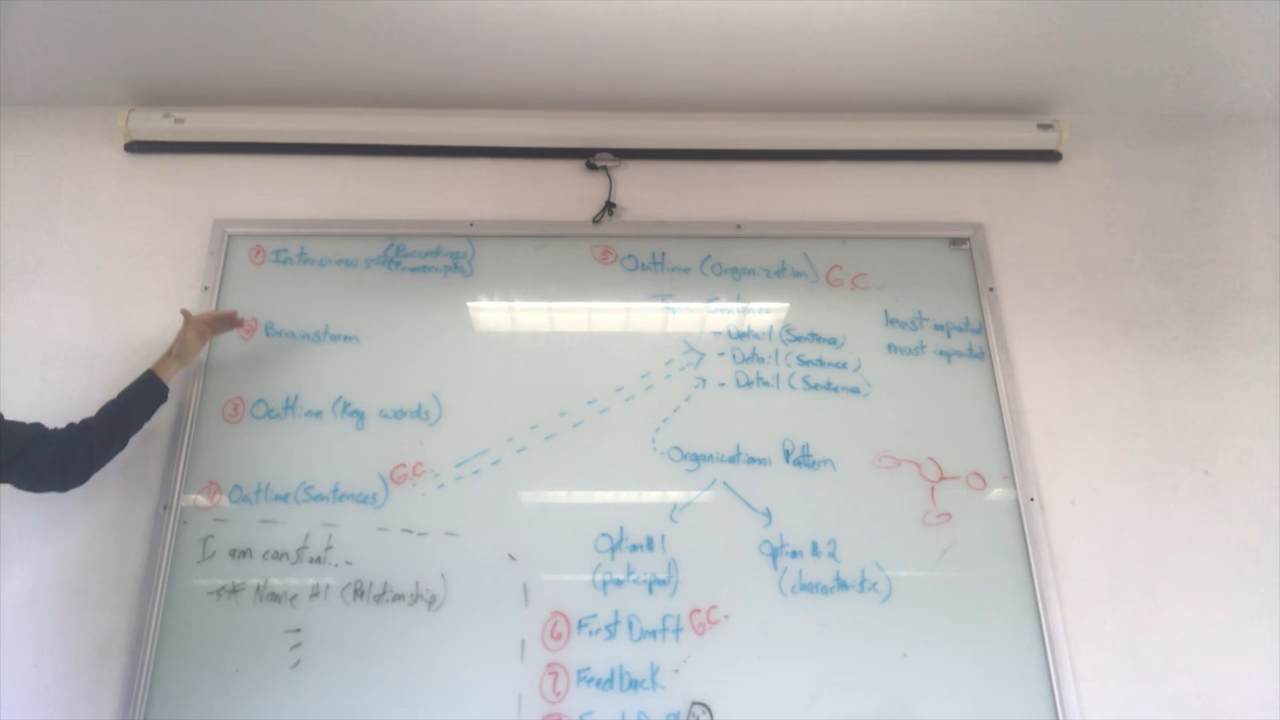 ① Interviews (Recordings)
(Transcripts)
② Brainstorm
③ Outline (Key words)
④ Outline (Sentences) G.C.
I am constant...
* Name #1 (Relationship)
⑤ Outline (Organization) G.C.
Topic Sentence
- Detail (Sentence)
- Detail (Sentence)
- Detail (Sentence)
least important
most important
Organizational Pattern
Option #1
(participant)
Option #2
(characteristic)
⑥ First Draft G.C.
⑦ Feedback